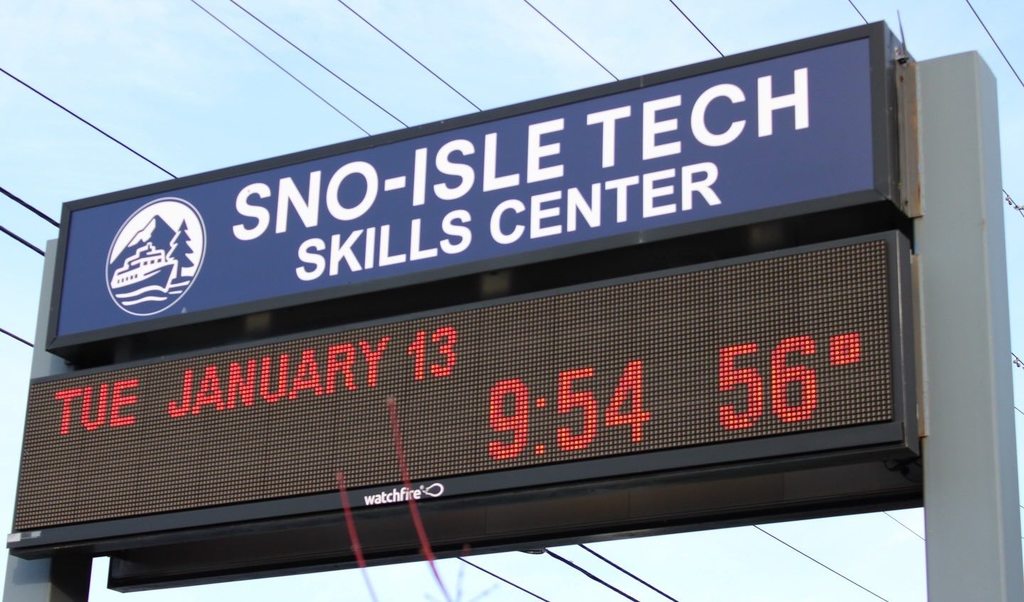 SNO-ISLE TECH
SKILLS CENTER
TUE JANUARY 13
9:54 56°
watchfire